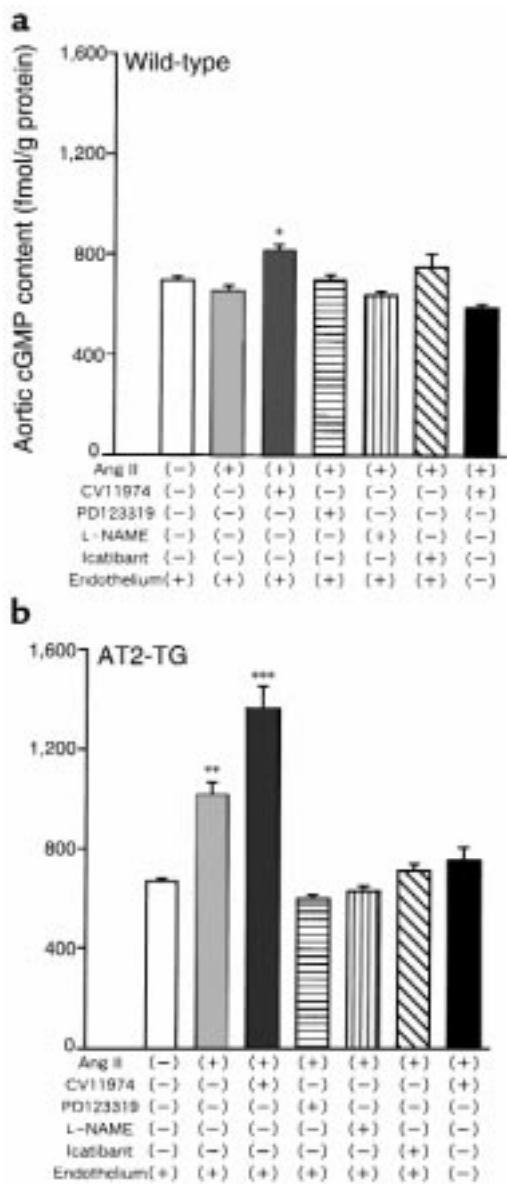 a
Wild-type
Aortic cGMP content (fmol/g protein)
1,600
1,200
800
400
0
+
Ang II (−) (+) (+) (+) (+) (+) (+)
CV11974 (−) (−) (+) (−) (−) (−) (+)
PD123319 (−) (−) (−) (+) (−) (−) (−)
L-NAME (−) (−) (−) (−) (+) (−) (−)
Icatibant (−) (−) (−) (−) (−) (+) (−)
Endothelium (+) (+) (+) (+) (+) (+) (−)
b
AT2-TG
1,600
1,200
800
400
0
**
***
Ang II (−) (+) (+) (+) (+) (+) (+)
CV11974 (−) (−) (+) (−) (−) (−) (+)
PD123319 (−) (−) (−) (+) (−) (−) (−)
L-NAME (−) (−) (−) (−) (+) (−) (−)
Icatibant (−) (−) (−) (−) (−) (+) (−)
Endothelium (+) (+) (+) (+) (+) (+) (−)